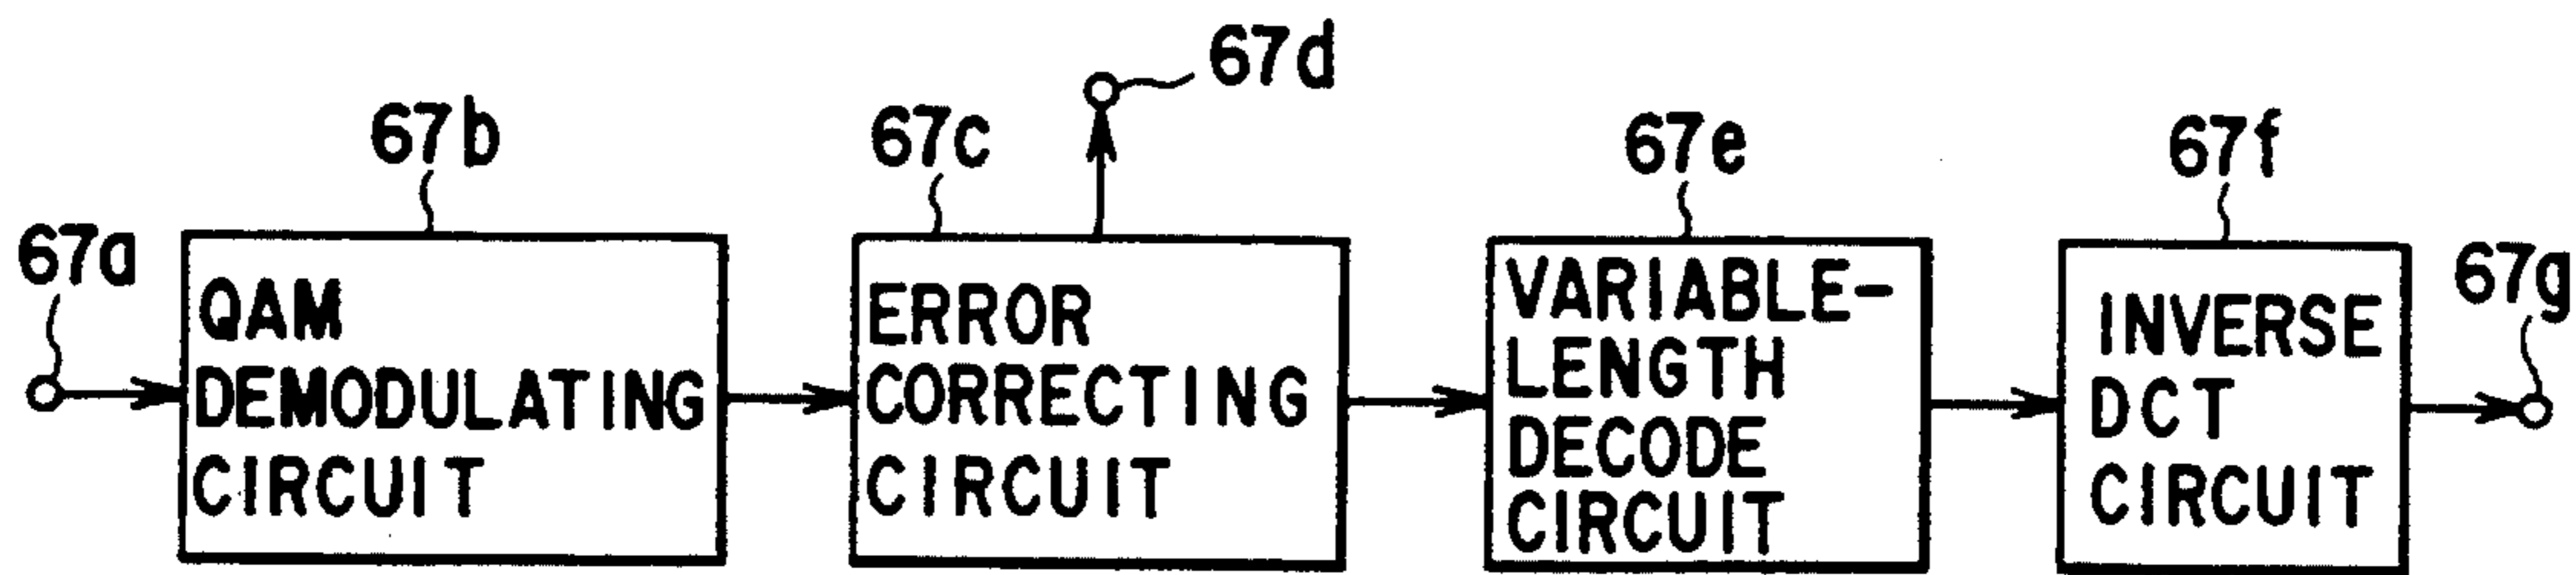 67a
67b
QAM
DEMODULATING
CIRCUIT
67c
67d
ERROR
CORRECTING
CIRCUIT
67e
VARIABLE-
LENGTH
DECODE
CIRCUIT
67f
INVERSE
DCT
CIRCUIT
67g